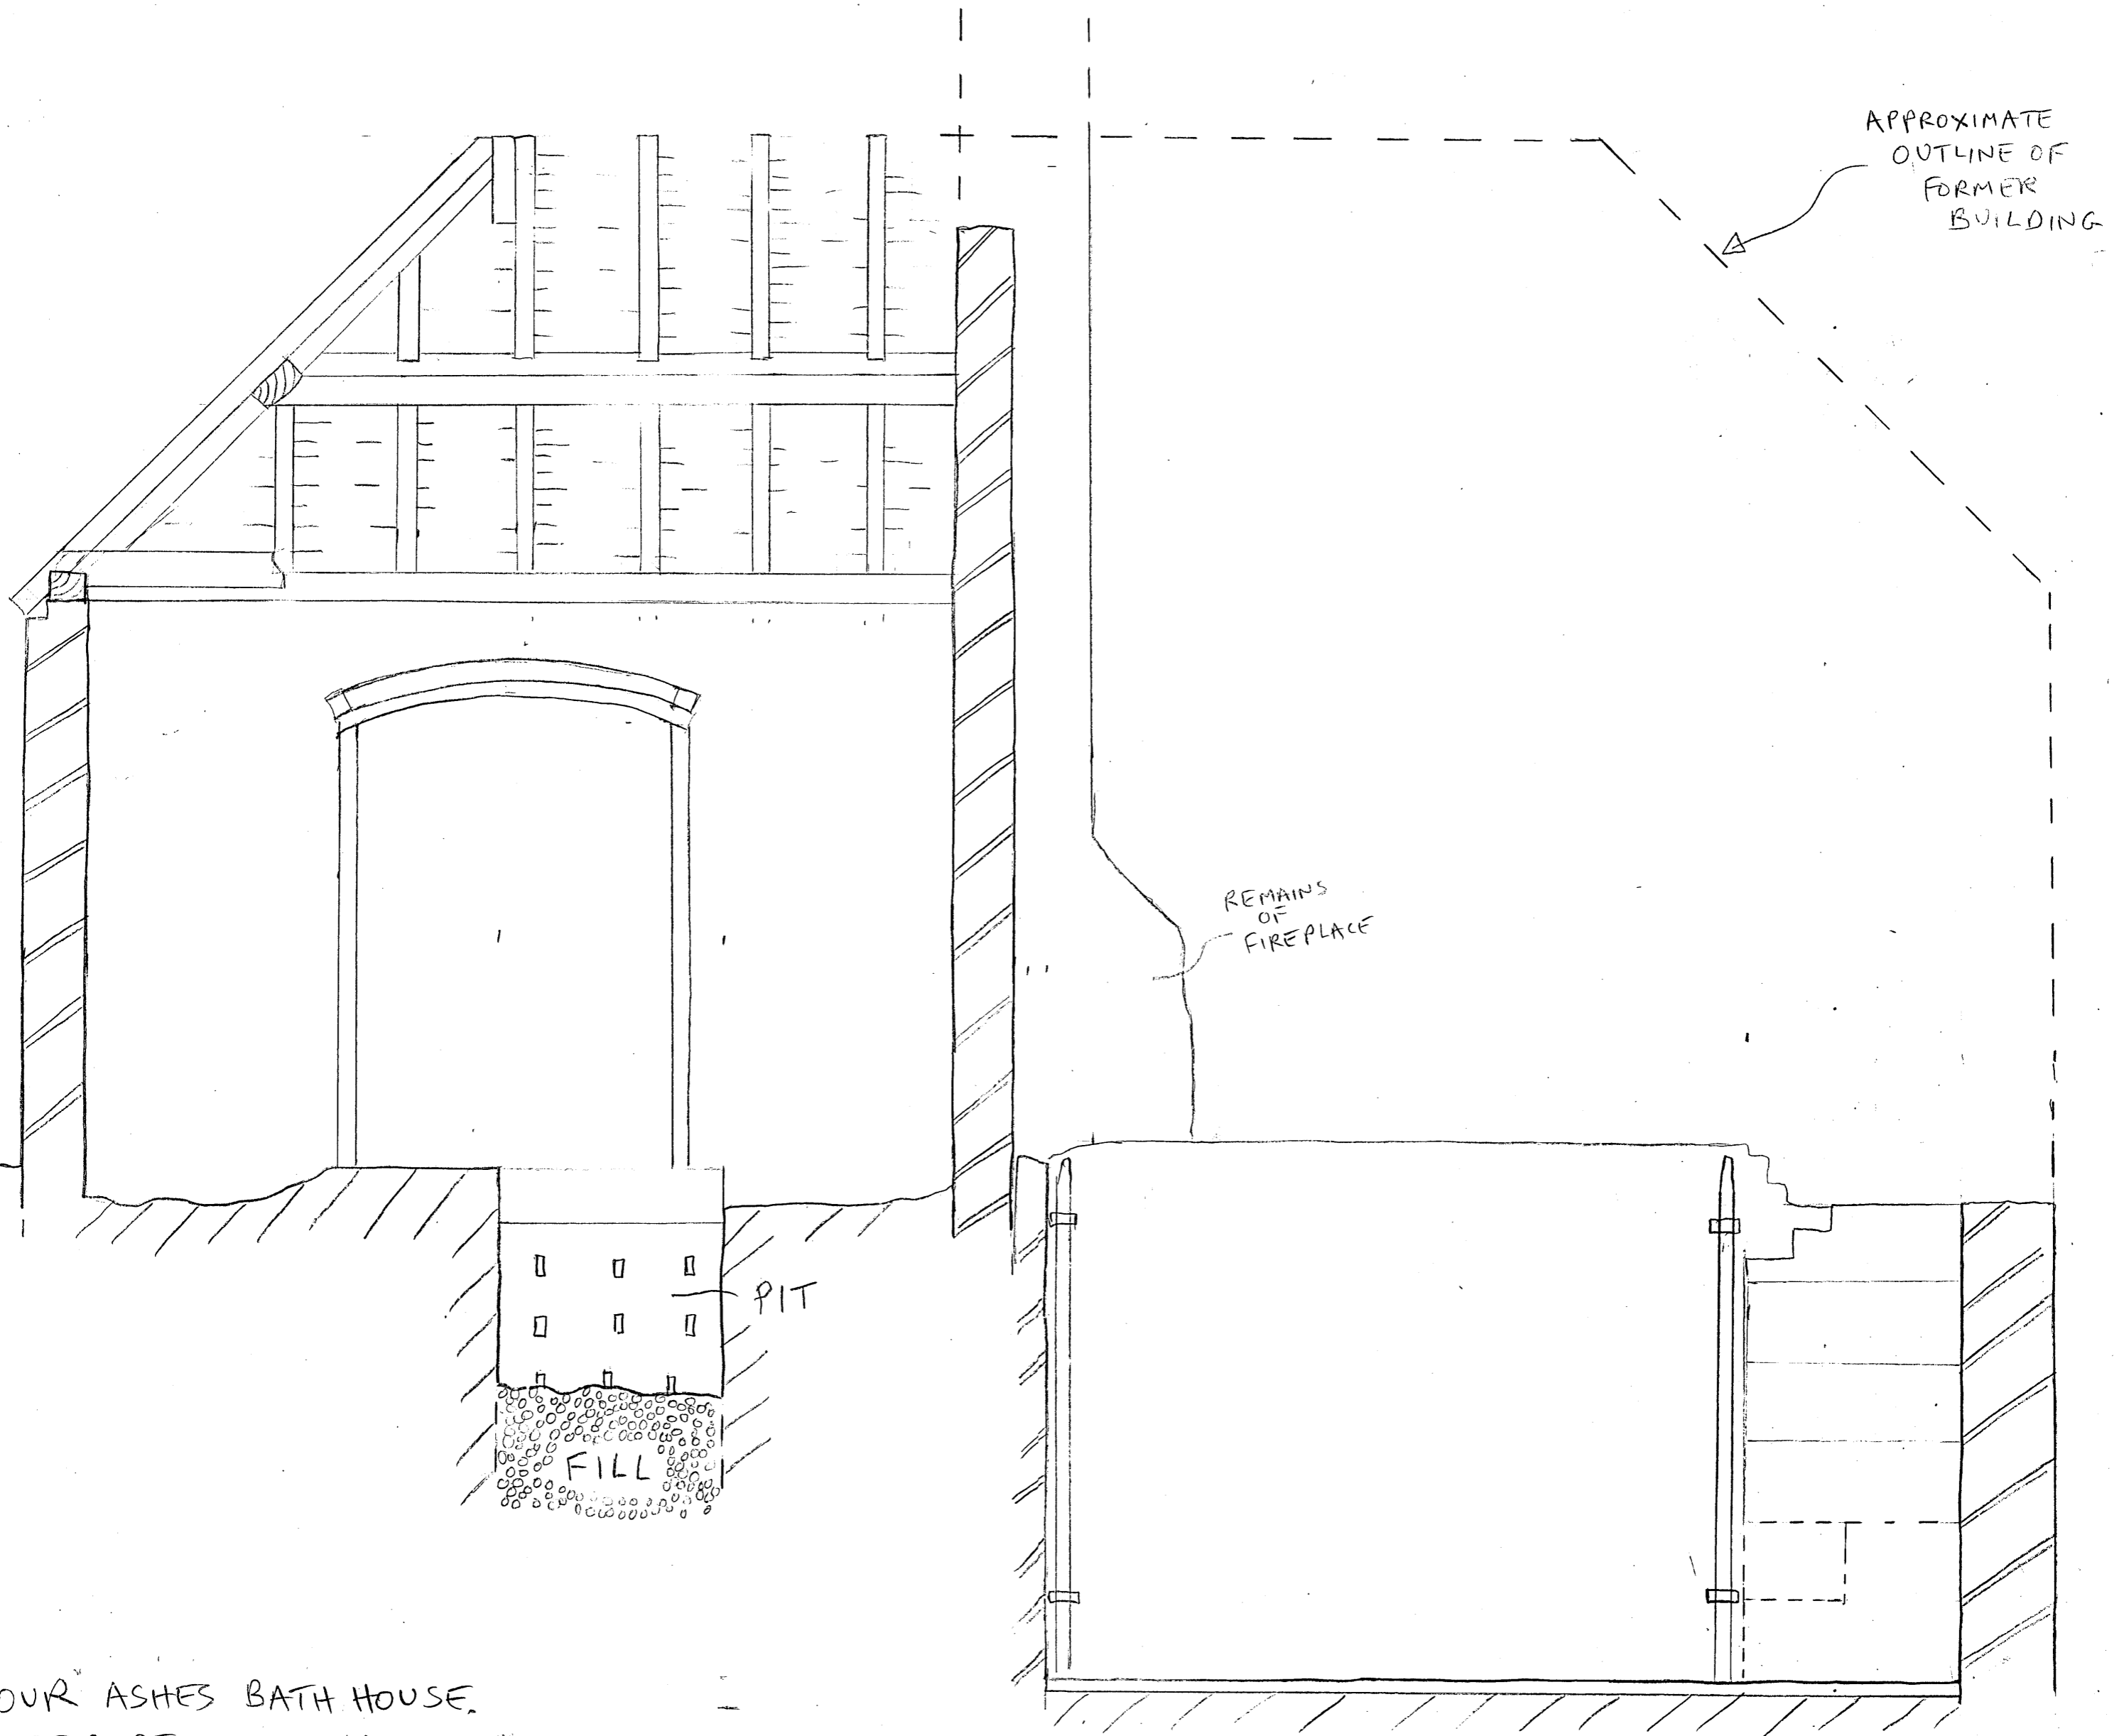 APPROXIMATE
OUTLINE OF
FORMER
BUILDING
REMAINS
OF
FIREPLACE
PIT
FILL
OUR ASHES BATH HOUSE.